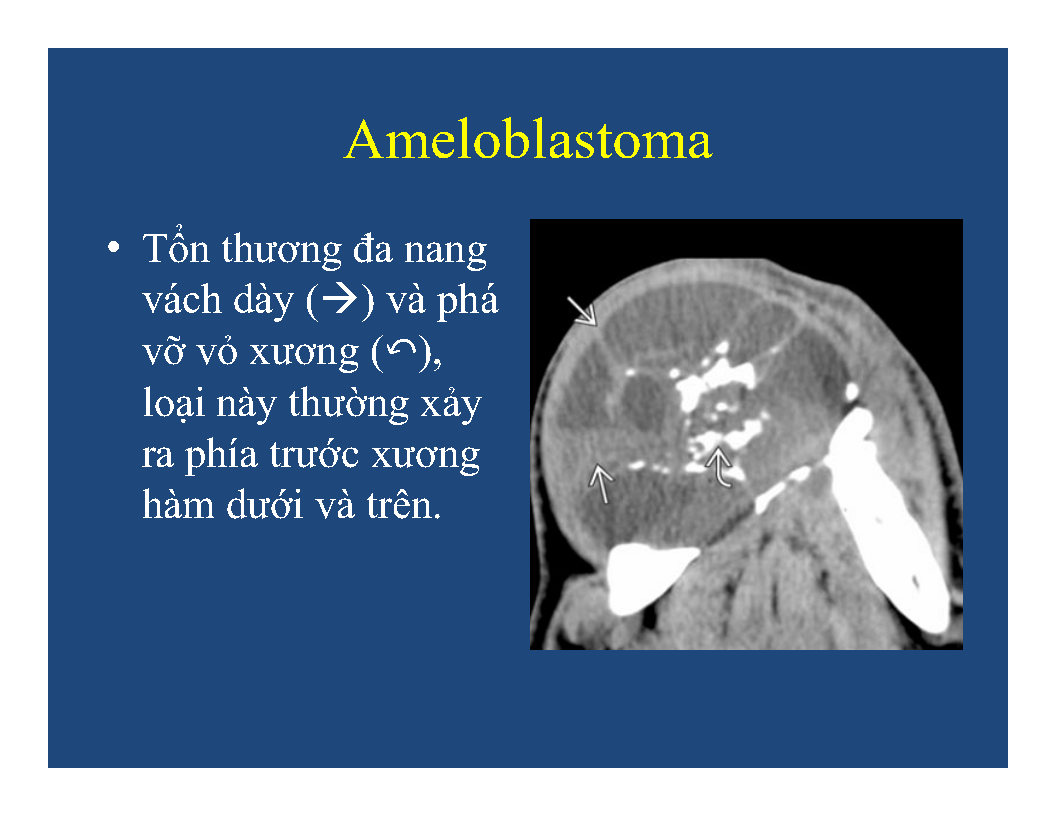 Ameloblastoma
• Tổn thương đa nang
vách dày (→) và phá
vỡ vỏ xương (↶),
loại này thường xảy
ra phía trước xương
hàm dưới và trên.